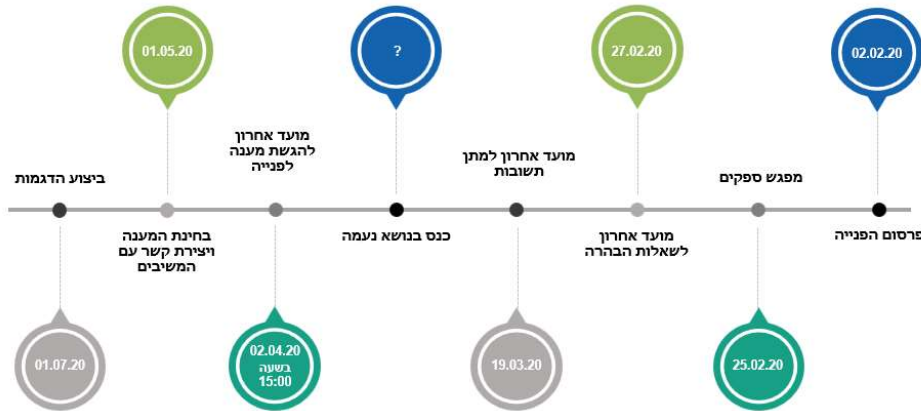 02.02.20
פרסום הפנייה
מפגש ספקים
25.02.20
27.02.20
מועד אחרון
לשאלות הבהרה
מועד אחרון למתן
תשובות
19.03.20
?
כנס בנושא נעמה
מועד אחרון
להגשת מענה
לפנייה
02.04.20
בשעה
15:00
01.05.20
בחינת המענה
ויצירת קשר עם
המשיבים
ביצוע הדגמות
01.07.20